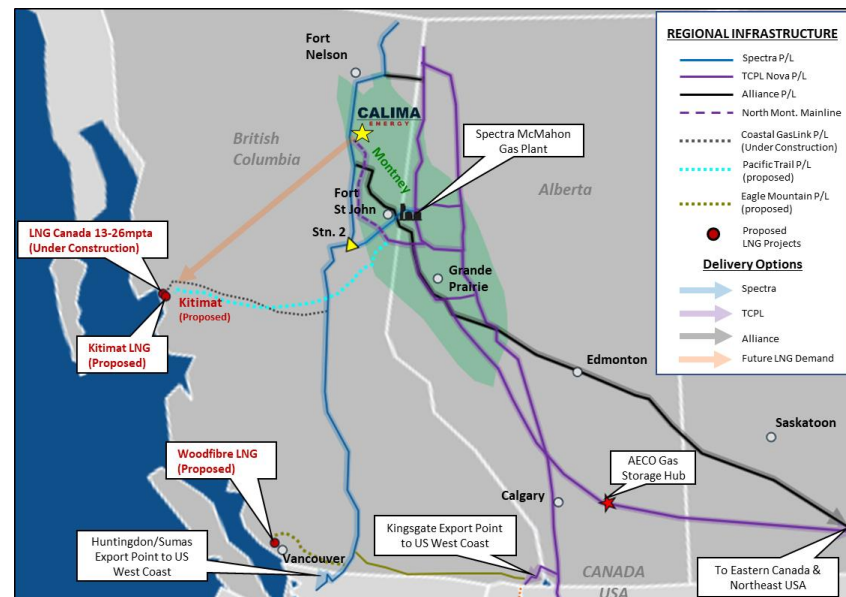 Fort
Nelson
CALIMA
ENERGY
British
Columbia
Montney
Spectra McMahon
Gas Plant
Alberta
Fort
St John
Stn. 2
LNG Canada 13-26mpta
(Under Construction)
Kitimat
(Proposed)
Kitimat LNG
(Proposed)
Grande
Prairie
Edmonton
Saskatoon
Woodfibre LNG
(Proposed)
AECO Gas
Storage Hub
Calgary
Huntingdon/Sumas
Export Point to US
West Coast
Vancouver
Kingsgate Export Point
to US West Coast
CANADA
USA
To Eastern Canada &
Northeast USA
REGIONAL INFRASTRUCTURE
Spectra P/L
TCPL Nova P/L
Alliance P/L
North Mont. Mainline
Coastal GasLink P/L
(Under Construction)
Pacific Trail P/L
(proposed)
Eagle Mountain P/L
(proposed)
Proposed
LNG Projects
Delivery Options
Spectra
TCPL
Alliance
Future LNG Demand